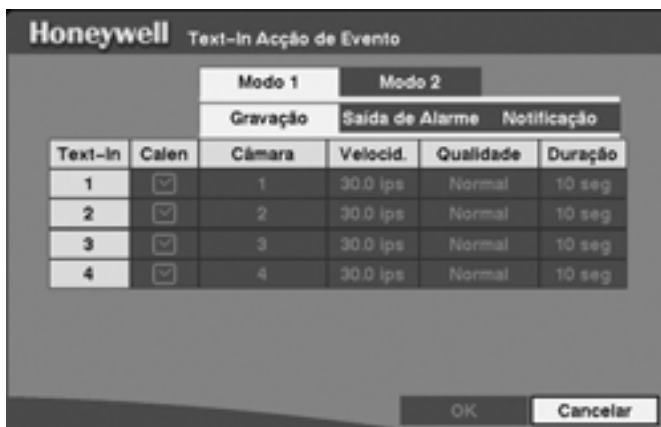 Honeywell Text-In Acção de Evento
Modo 1 Modo 2
Gravação Saída de Alarme Notificação
Text-In Calen Câmara Velocid. Qualidade Duração
1 1 30.0 ips Normal 10 seg
2 2 30.0 ips Normal 10 seg
3 3 30.0 ips Normal 10 seg
4 4 30.0 ips Normal 10 seg
OK Cancelar